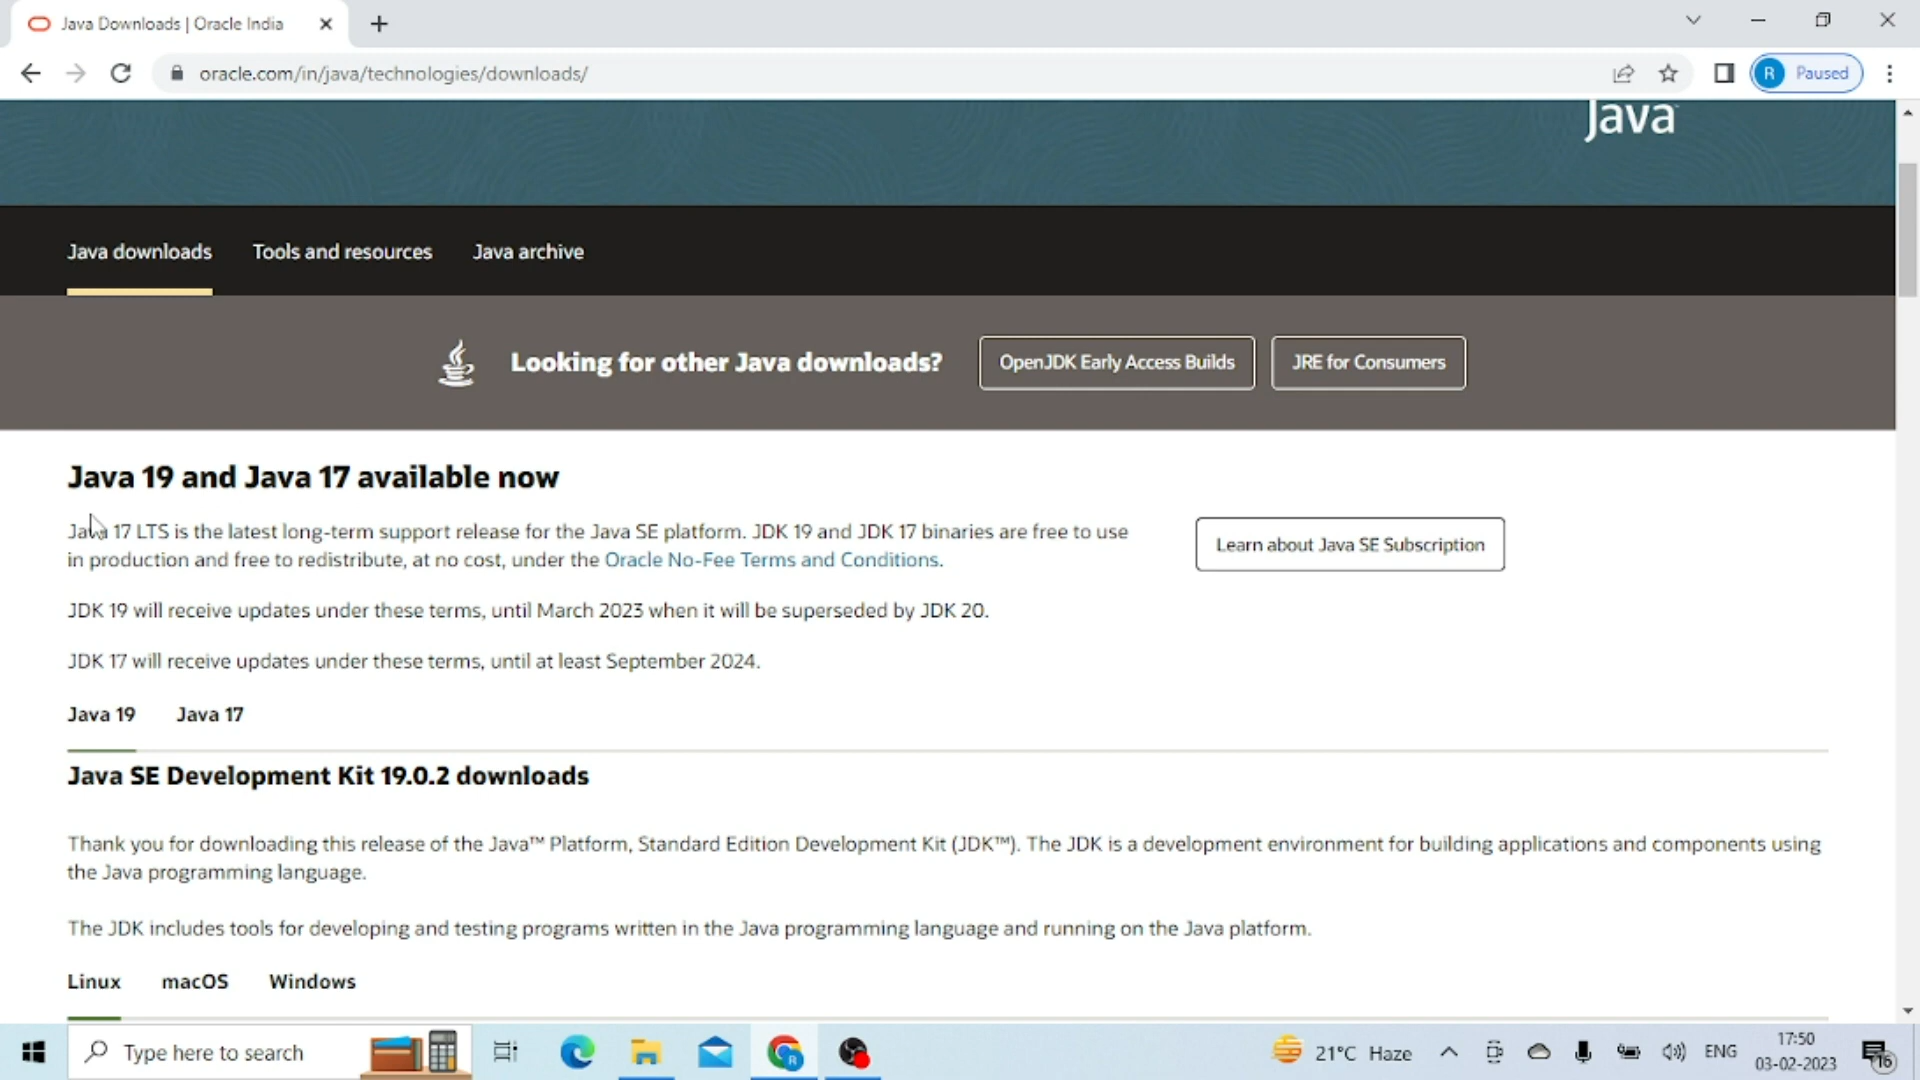 Java Downloads | Oracle India
oracle.com/in/java/technologies/downloads/
R Paused
Java
Java downloads Tools and resources Java archive
Looking for other Java downloads? OpenJDK Early Access Builds JRE for Consumers
Java 19 and Java 17 available now
Java 17 LTS is the latest long-term support release for the Java SE platform. JDK 19 and JDK 17 binaries are free to use
in production and free to redistribute, at no cost, under the Oracle No-Fee Terms and Conditions.
Learn about Java SE Subscription
JDK 19 will receive updates under these terms, until March 2023 when it will be superseded by JDK 20.
JDK 17 will receive updates under these terms, until at least September 2024.
Java 19 Java 17
Java SE Development Kit 19.0.2 downloads
Thank you for downloading this release of the Java™ Platform, Standard Edition Development Kit (JDK™). The JDK is a development environment for building applications and components using
the Java programming language.
The JDK includes tools for developing and testing programs written in the Java programming language and running on the Java platform.
Linux macOS Windows
Type here to search
R
21°C Haze
ENG
17:50
03-02-2023
16